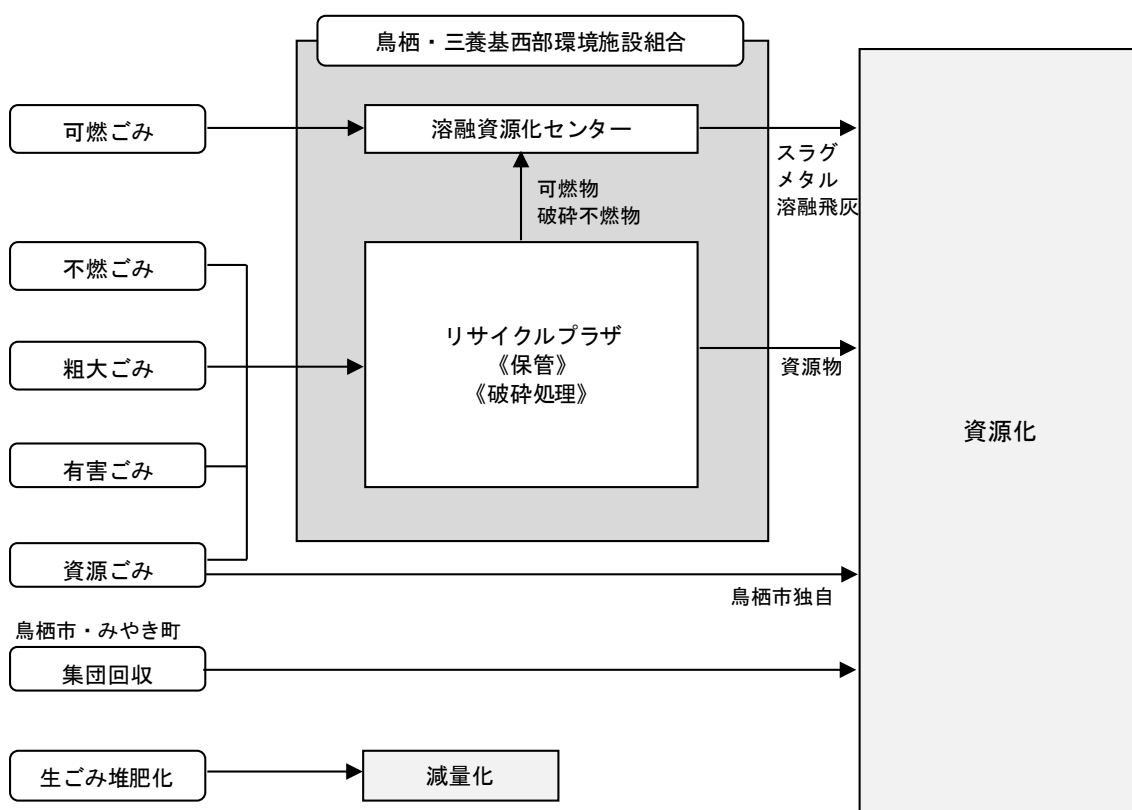 鳥栖・三養基西部環境施設組合
可燃ごみ
溶融資源化センター
スラグ
メタル
溶融飛灰
可燃物
破砕不燃物
不燃ごみ
粗大ごみ
有害ごみ
資源ごみ
リサイクルプラザ
《保管》
《破砕処理》
資源物
資源化
鳥栖市独自
鳥栖市・みやき町
集団回収
生ごみ堆肥化
減量化